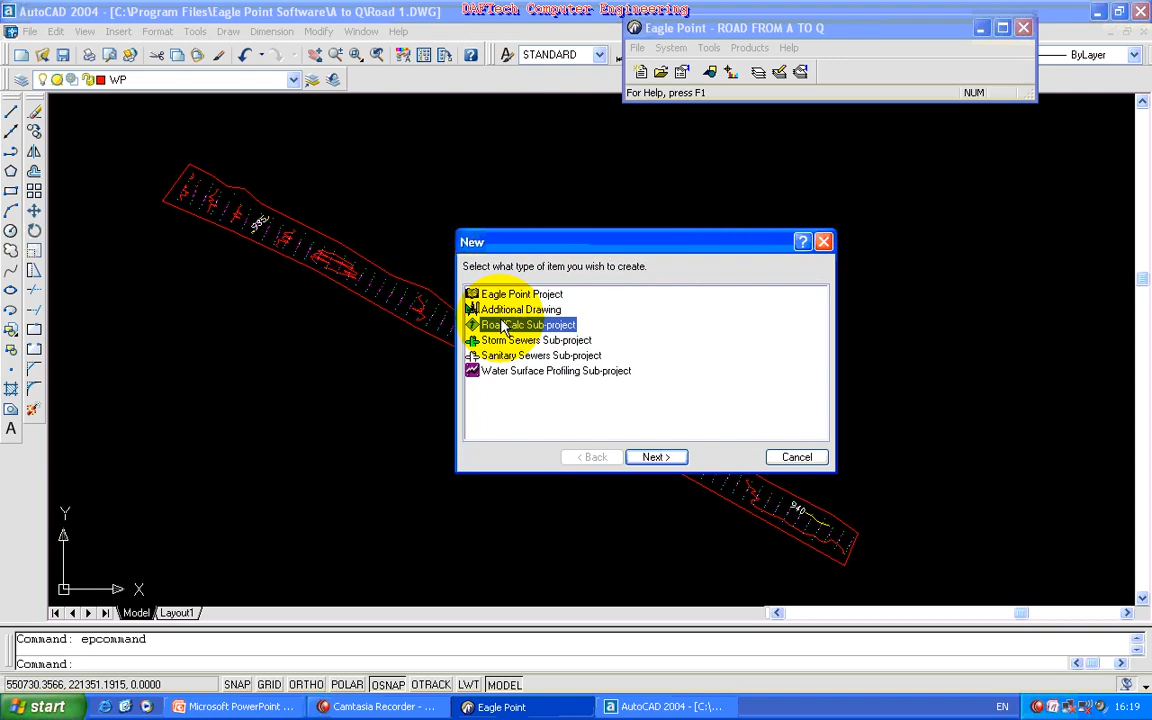 AutoCAD 2004 - [C:\Program Files\Eagle Point Software\A to Q\Road 1.DWG]
DAFTech Computer Engineering
File Edit View Insert Format Tools Draw Dimension Modify Window Help
STANDARD
ByLayer
WP
Eagle Point - ROAD FROM A TO Q
File System Tools Products Help
For Help, press F1
NUM
985
940
New
Select what type of item you wish to create.
Eagle Point Project
Additional Drawing
RoadCalc Sub-project
Storm Sewers Sub-project
Sanitary Sewers Sub-project
Water Surface Profiling Sub-project
< Back
Next >
Cancel
Y
X
A
Model
Layout1
Command: epcommand
Command:
550730.3566, 221351.1915, 0.0000
SNAP GRID ORTHO POLAR OSNAP OTRACK LWT MODEL
start
Microsoft PowerPoint ...
Camtasia Recorder - ...
Eagle Point
AutoCAD 2004 - [C:\...
EN
16:19